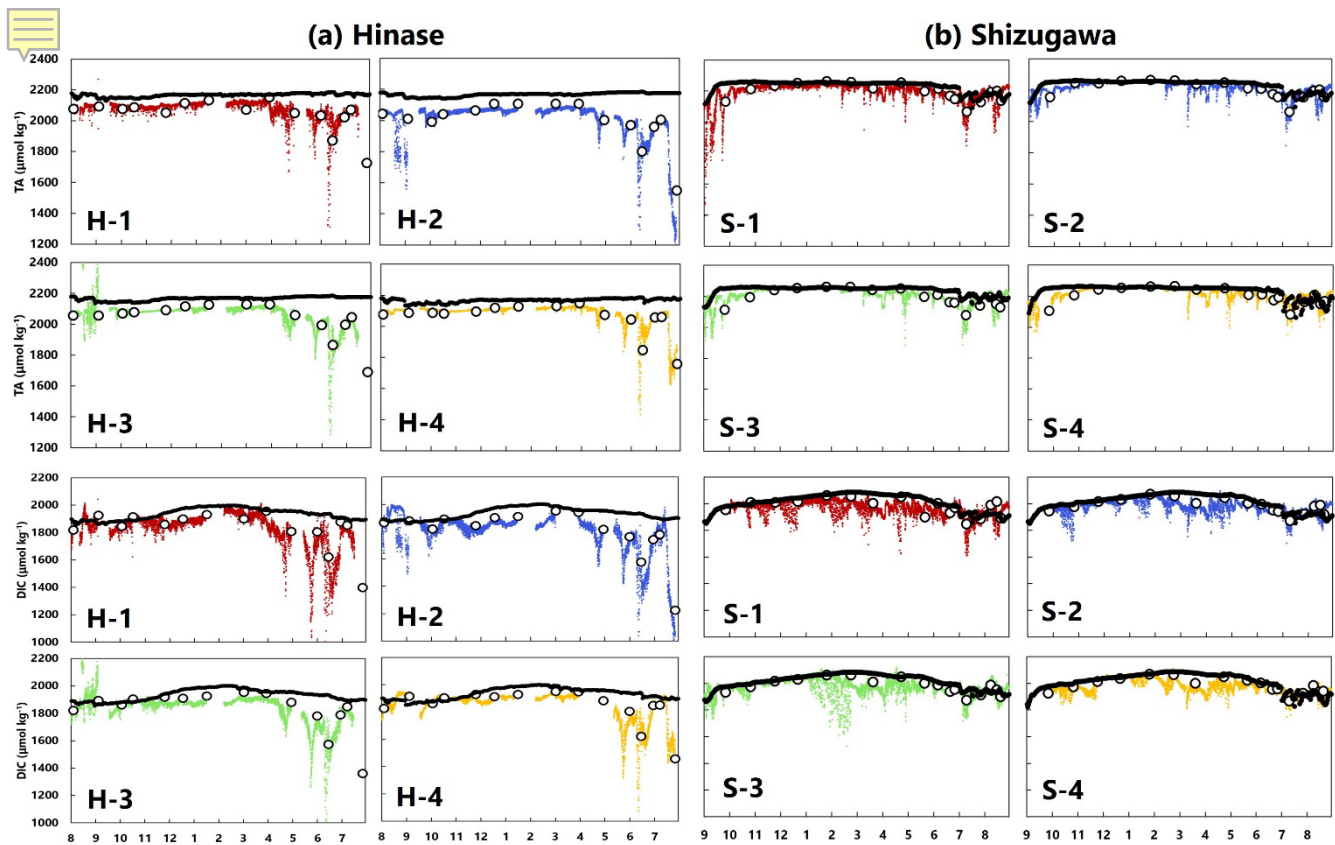 (a) Hinase (b) Shizugawa
2400
2200
2000
1800
1600
1400
1200
TA (μmol kg⁻¹)
H-1 H-2 S-1 S-2
2400
2200
2000
1800
1600
1400
1200
TA (μmol kg⁻¹)
H-3 H-4 S-3 S-4
2200
2000
1800
1600
1400
1200
1000
DIC (μmol kg⁻¹)
H-1 H-2 S-1 S-2
2200
2000
1800
1600
1400
1200
1000
DIC (μmol kg⁻¹)
H-3 H-4 S-3 S-4
8 9 10 11 12 1 2 3 4 5 6 7 8 9 10 11 12 1 2 3 4 5 6 7 9 10 11 12 1 2 3 4 5 6 7 8 9 10 11 12 1 2 3 4 5 6 7 8